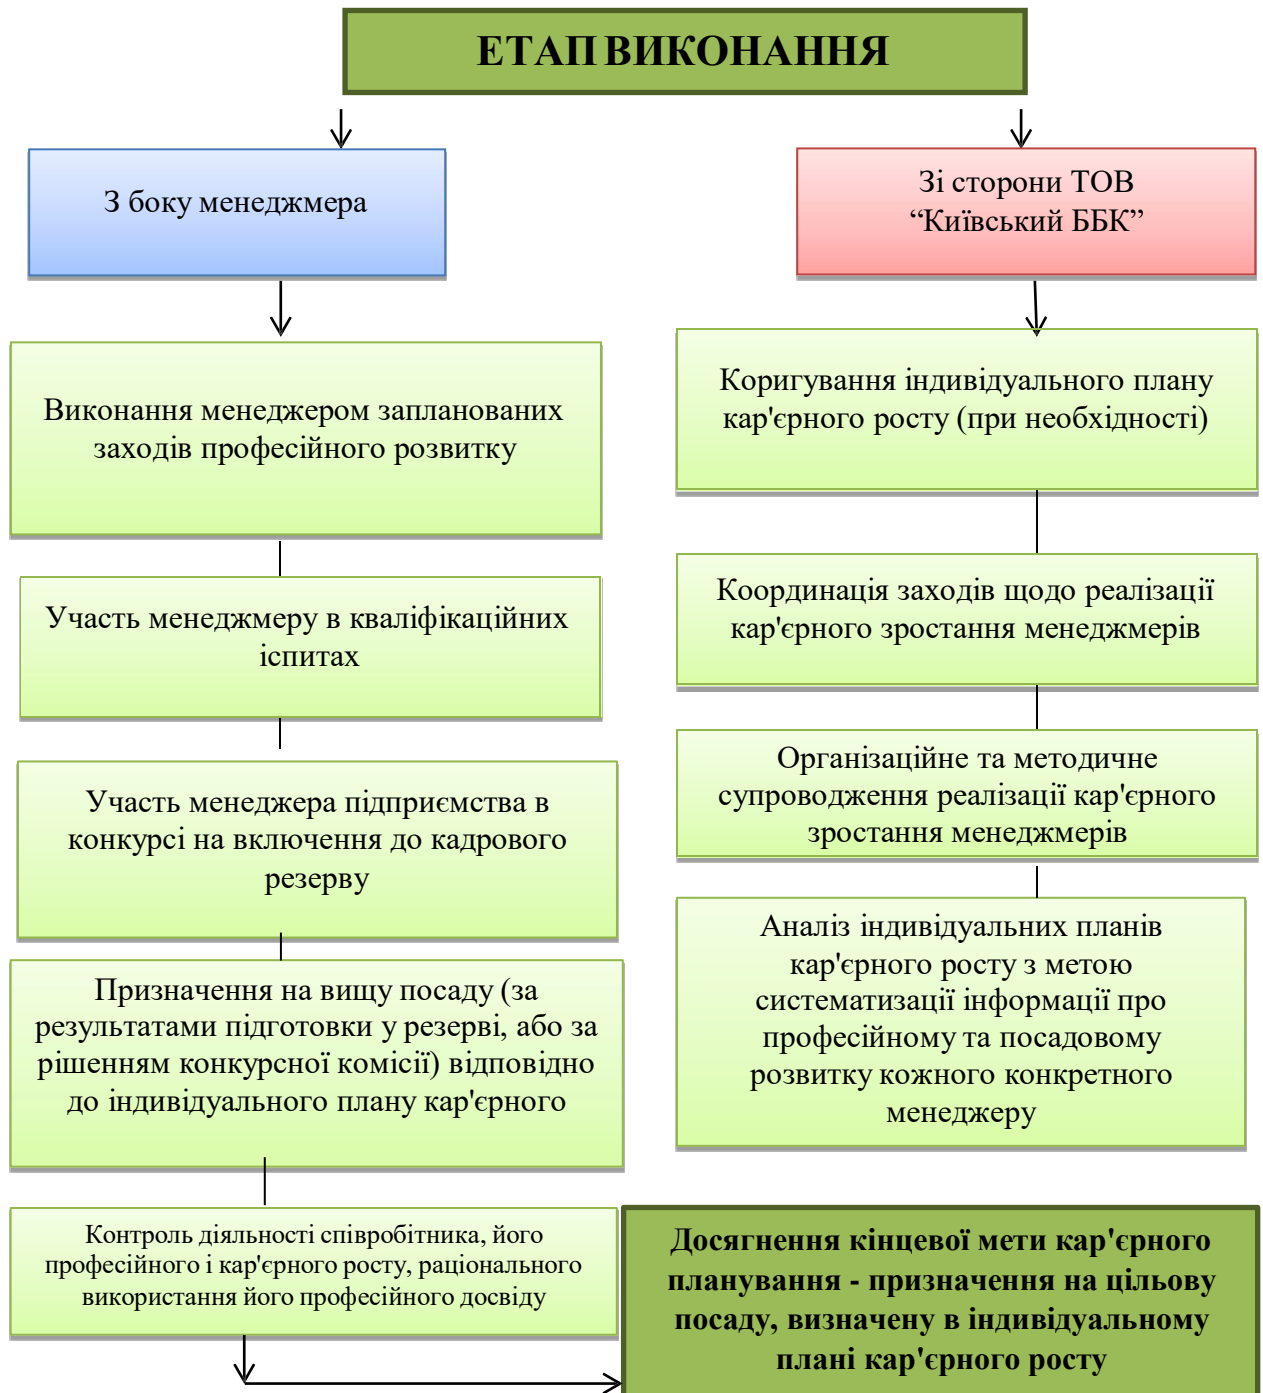 ЕТАП ВИКОНАННЯ
З боку менеджмера
Виконання менеджером запланованих
заходів професійного розвитку
Участь менеджмеру в кваліфікаційних
іспитах
Участь менеджера підприємства в
конкурсі на включення до кадрового
резерву
Призначення на вищу посаду (за
результатами підготовки у резерві, або за
рішенням конкурсної комісії) відповідно
до індивідуального плану кар'єрного
Контроль діяльності співробітника, його
професійного і кар'єрного росту, раціонального
використання його професійного досвіду
Зі сторони ТОВ
“Київський ББК”
Коригування індивідуального плану
кар'єрного росту (при необхідності)
Координація заходів щодо реалізації
кар'єрного зростання менеджмерів
Організаційне та методичне
супроводження реалізації кар'єрного
зростання менеджмерів
Аналіз індивідуальних планів
кар'єрного росту з метою
систематизації інформації про
професійному та посадовому
розвитку кожного конкретного
менеджеру
Досягнення кінцевої мети кар'єрного
планування - призначення на цільову
посаду, визначену в індивідуальному
плані кар'єрного росту